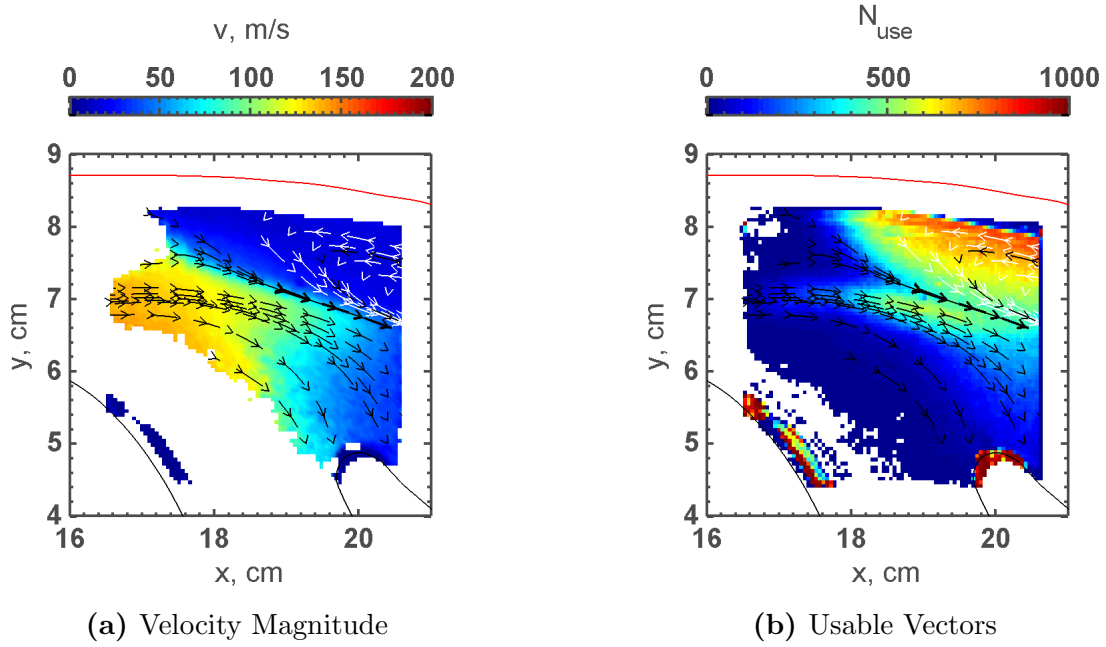 v, m/s
0 50 100 150 200
9
8
7
6
5
4
y, cm
16 18 20
x, cm
(a) Velocity Magnitude
N_use
0 500 1000
9
8
7
6
5
4
y, cm
16 18 20
x, cm
(b) Usable Vectors